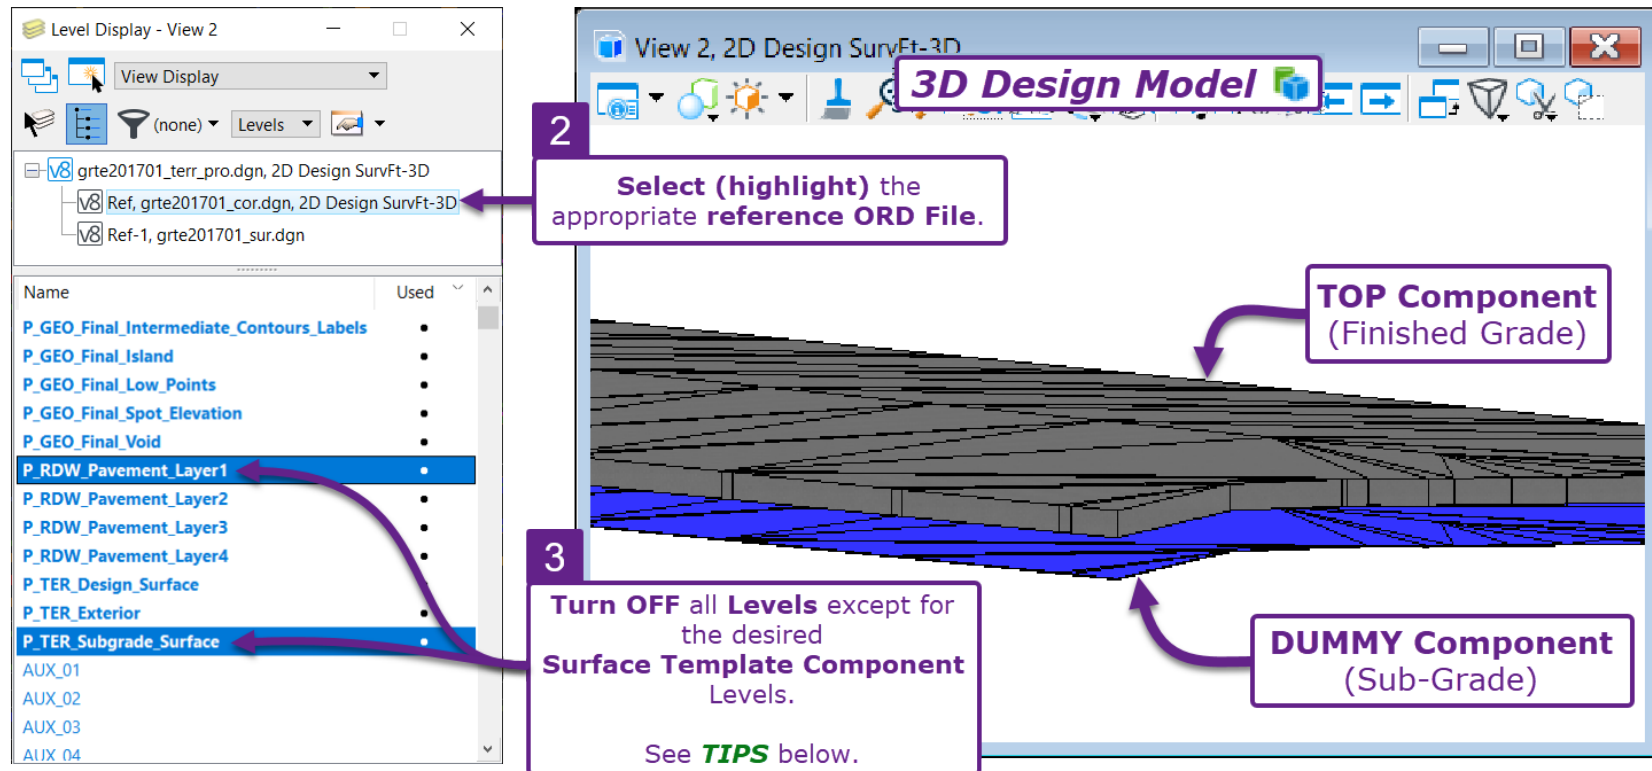 Level Display - View 2
View Display
(none)
Levels
V8 grte201701_terr_pro.dgn, 2D Design SurvFt-3D
V8 Ref, grte201701_cor.dgn, 2D Design SurvFt-3D
V8 Ref-1, grte201701_sur.dgn
Name Used
P_GEO_Final_Intermediate_Contours_Labels
P_GEO_Final_Island
P_GEO_Final_Low_Points
P_GEO_Final_Spot_Elevation
P_GEO_Final_Void
P_RDW_Pavement_Layer1
P_RDW_Pavement_Layer2
P_RDW_Pavement_Layer3
P_RDW_Pavement_Layer4
P_TER_Design_Surface
P_TER_Exterior
P_TER_Subgrade_Surface
AUX_01
AUX_02
AUX_03
AUX_04
2
Select (highlight) the
appropriate reference ORD File.
3
Turn OFF all Levels except for
the desired
Surface Template Component
Levels.
See TIPS below.
View 2, 2D Design SurvFt-3D
3D Design Model
TOP Component
(Finished Grade)
DUMMY Component
(Sub-Grade)